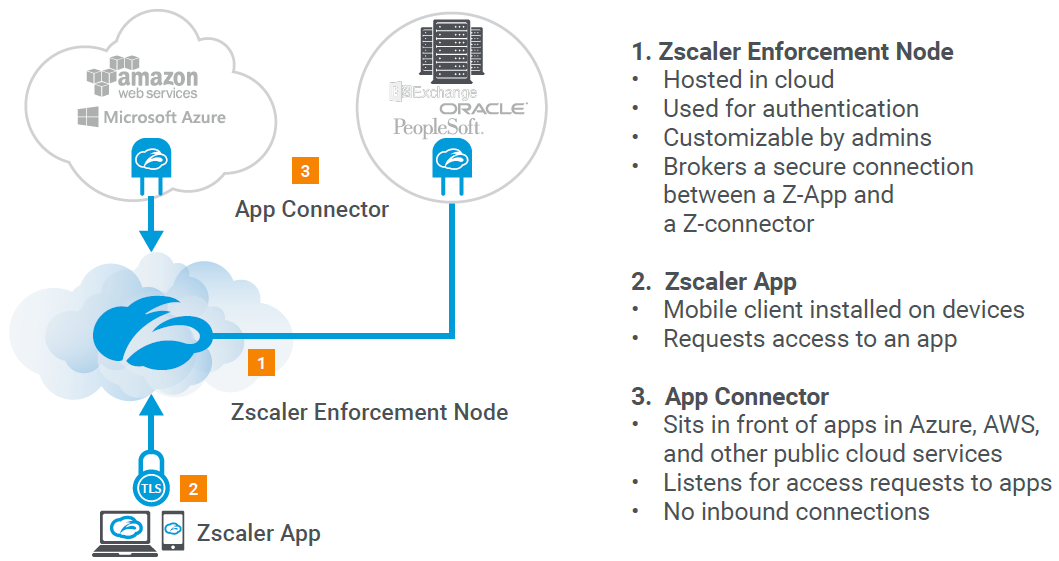 amazon
web services
Microsoft Azure
Exchange
ORACLE
PeopleSoft.
3
App Connector
1
Zscaler Enforcement Node
TLS
2
Zscaler App
1. Zscaler Enforcement Node
• Hosted in cloud
• Used for authentication
• Customizable by admins
• Brokers a secure connection
between a Z-App and
a Z-connector
2. Zscaler App
• Mobile client installed on devices
• Requests access to an app
3. App Connector
• Sits in front of apps in Azure, AWS,
and other public cloud services
• Listens for access requests to apps
• No inbound connections